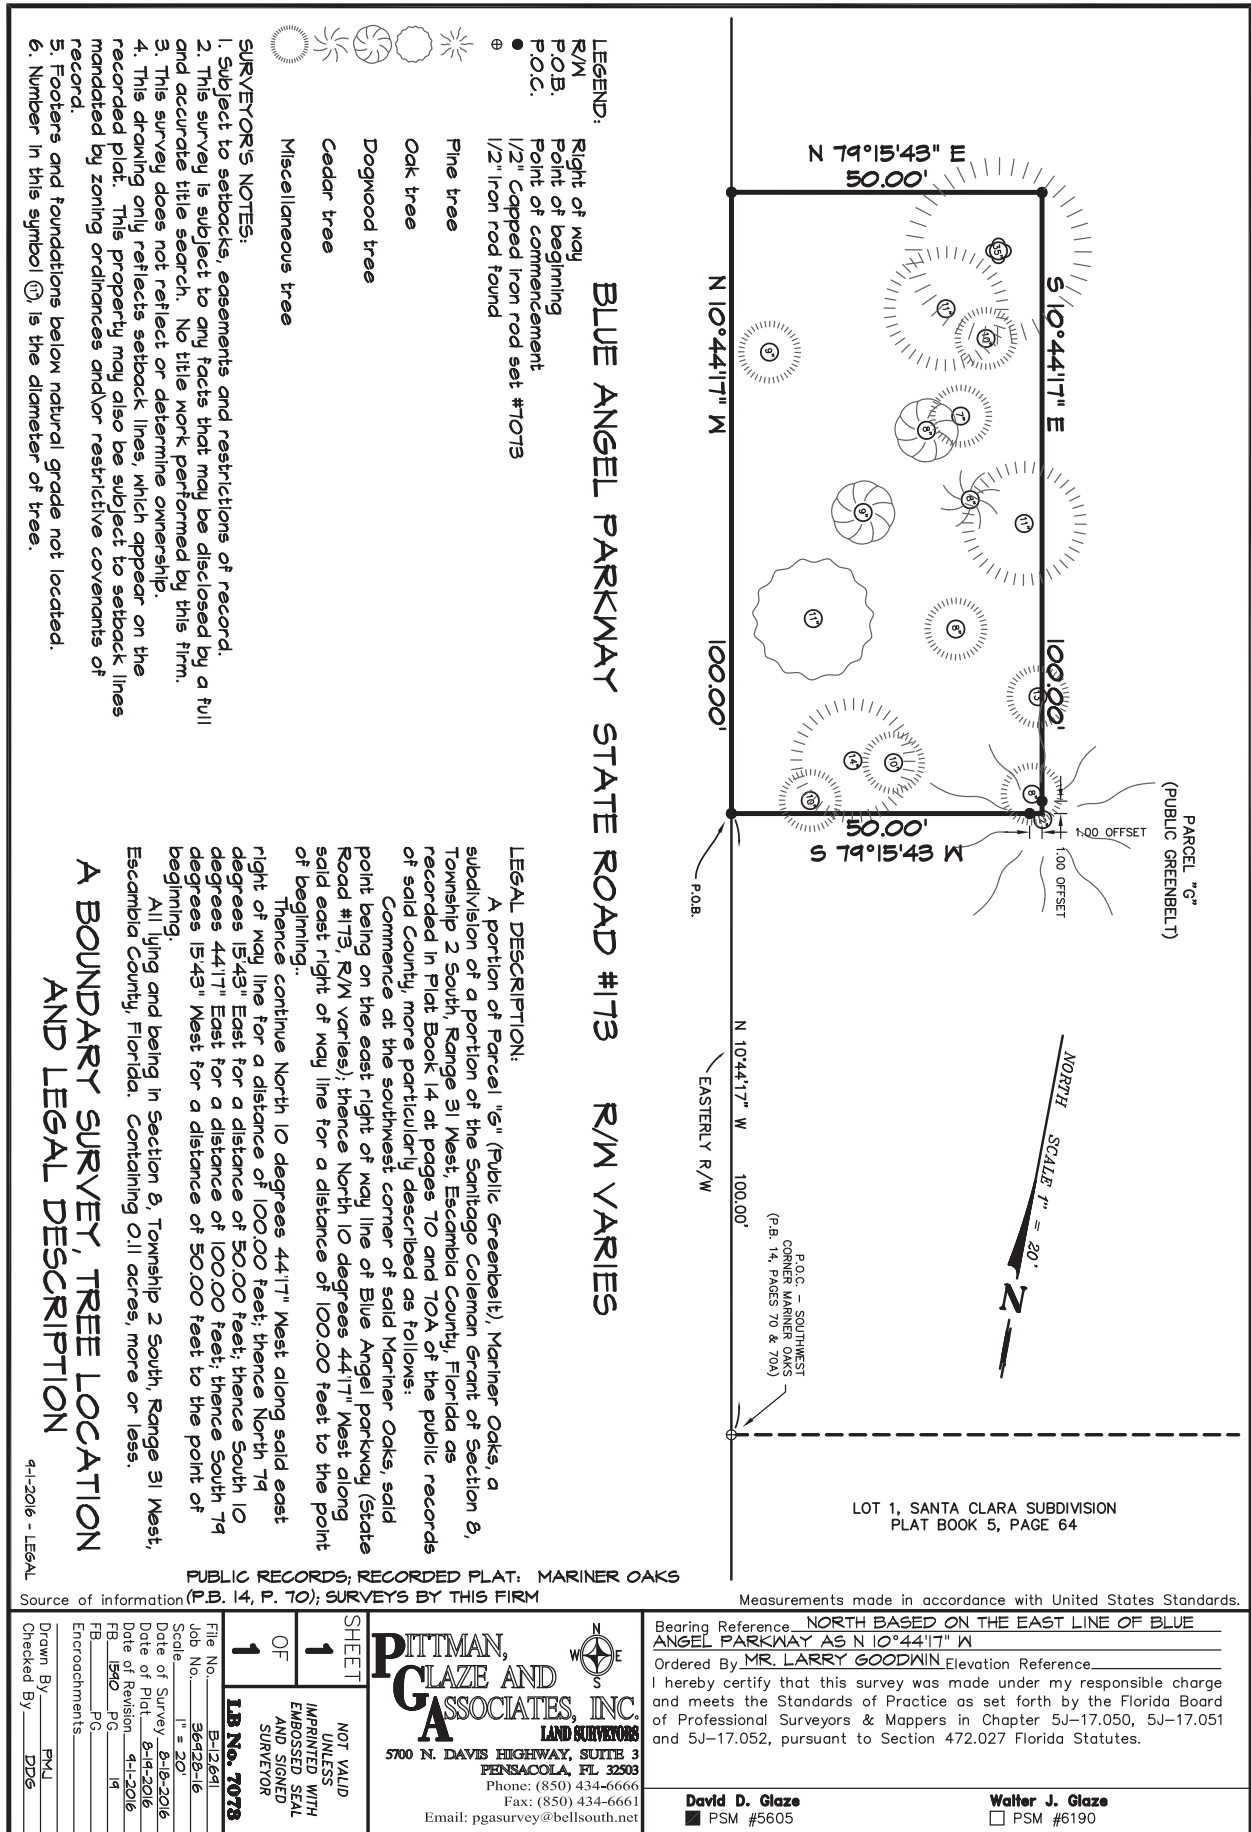 N 79°15'43" E
50.00'
S 10°44'17" E
100.00'
N 10°44'17" W
100.00'
50.00'
S 79°15'43 W
35"
11"
10"
9"
7"
8"
9"
8"
11"
11"
8"
13"
14"
10"
10"
8"
1.00 OFFSET
1.00 OFFSET
PARCEL "G"
(PUBLIC GREENBELT)
P.O.B.
N 10°44'17" W 100.00'
EASTERLY R/W
P.O.C. - SOUTHWEST
CORNER MARINER OAKS
(P.B. 14, PAGES 70 & 70A)
NORTH SCALE 1" = 20'
N
LOT 1, SANTA CLARA SUBDIVISION
PLAT BOOK 5, PAGE 64
BLUE ANGEL PARKWAY STATE ROAD #173 R/W VARIES
LEGEND:
R/W Right of way
P.O.B. Point of beginning
P.O.C. Point of commencement
1/2" Capped iron rod set #7073
1/2" Iron rod found
Pine tree
Oak tree
Dogwood tree
Cedar tree
Miscellaneous tree
SURVEYOR'S NOTES:
1. Subject to setbacks, easements and restrictions of record.
2. This survey is subject to any facts that may be disclosed by a full
and accurate title search. No title work performed by this firm.
3. This survey does not reflect or determine ownership.
4. This drawing only reflects setback lines, which appear on the
recorded plat. This property may also be subject to setback lines
mandated by zoning ordinances and\or restrictive covenants of
record.
5. Footers and foundations below natural grade not located.
6. Number in this symbol 11", is the diameter of tree.
LEGAL DESCRIPTION:
A portion of Parcel "G" (Public Greenbelt), Mariner Oaks, a
subdivision of a portion of the Sanitago Coleman Grant of Section 8,
Township 2 South, Range 31 West, Escambia County, Florida as
recorded in Plat Book 14 at pages 70 and 70A of the public records
of said County, more particularly described as follows:
Commence at the southwest corner of said Mariner Oaks, said
point being on the east right of way line of Blue Angel parkway (State
Road #173, R/W varies); thence North 10 degrees 44'17" West along
said east right of way line for a distance of 100.00 feet to the point
of beginning..
Thence continue North 10 degrees 44'17" West along said east
right of way line for a distance of 100.00 feet; thence North 79
degrees 15'43" East for a distance of 50.00 feet; thence South 10
degrees 44'17" East for a distance of 100.00 feet; thence South 79
degrees 15'43" West for a distance of 50.00 feet to the point of
beginning.
All lying and being in Section 8, Township 2 South, Range 31 West,
Escambia County, Florida. Containing 0.11 acres, more or less.
A BOUNDARY SURVEY, TREE LOCATION
AND LEGAL DESCRIPTION
9-1-2016 - LEGAL
PUBLIC RECORDS; RECORDED PLAT: MARINER OAKS
Source of information (P.B. 14, P. 70); SURVEYS BY THIS FIRM
Measurements made in accordance with United States Standards.
File No. B-12691
Job No. 36928-16
Scale 1" = 20'
Date of Survey 8-18-2016
Date of Plat 8-19-2016
Date of Revision 9-1-2016
FB 1590 PG 19
FB PG
Encroachments
Drawn By PMJ
Checked By DDG
SHEET
1
OF
1
NOT VALID
UNLESS
IMPRINTED WITH
EMBOSSED SEAL
AND SIGNED
SURVEYOR
LB No. 7073
PITTMAN,
GLAZE AND
ASSOCIATES, INC.
LAND SURVEYORS
N
W E
S
5700 N. DAVIS HIGHWAY, SUITE 3
PENSACOLA, FL 32503
Phone: (850) 434-6666
Fax: (850) 434-6661
Email: pgasurvey@bellsouth.net
Bearing Reference NORTH BASED ON THE EAST LINE OF BLUE
ANGEL PARKWAY AS N 10°44'17" W
Ordered By MR. LARRY GOODWIN Elevation Reference
I hereby certify that this survey was made under my responsible charge
and meets the Standards of Practice as set forth by the Florida Board
of Professional Surveyors & Mappers in Chapter 5J-17.050, 5J-17.051
and 5J-17.052, pursuant to Section 472.027 Florida Statutes.
David D. Glaze
PSM #5605
Walter J. Glaze
PSM #6190